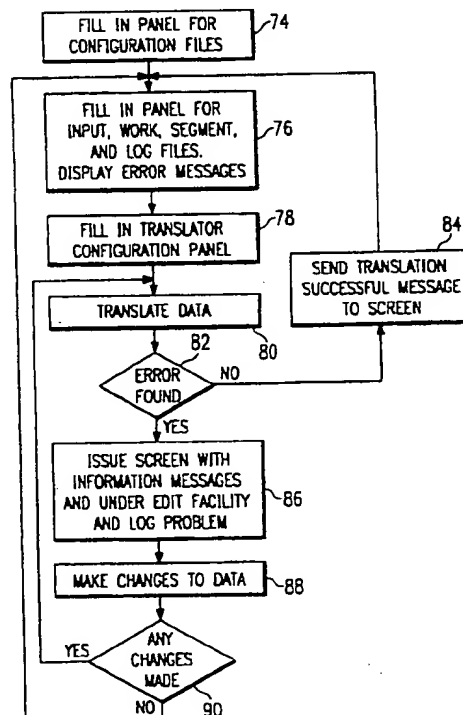 FILL IN PANEL FOR
CONFIGURATION FILES
74
FILL IN PANEL FOR
INPUT, WORK, SEGMENT,
AND LOG FILES.
DISPLAY ERROR MESSAGES
76
FILL IN TRANSLATOR
CONFIGURATION PANEL
78
84
SEND TRANSLATION
SUCCESSFUL MESSAGE
TO SCREEN
TRANSLATE DATA
80
82
ERROR
FOUND
NO
YES
ISSUE SCREEN WITH
INFORMATION MESSAGES
AND UNDER EDIT FACILITY
AND LOG PROBLEM
86
MAKE CHANGES TO DATA
88
YES
ANY
CHANGES
MADE
NO
90